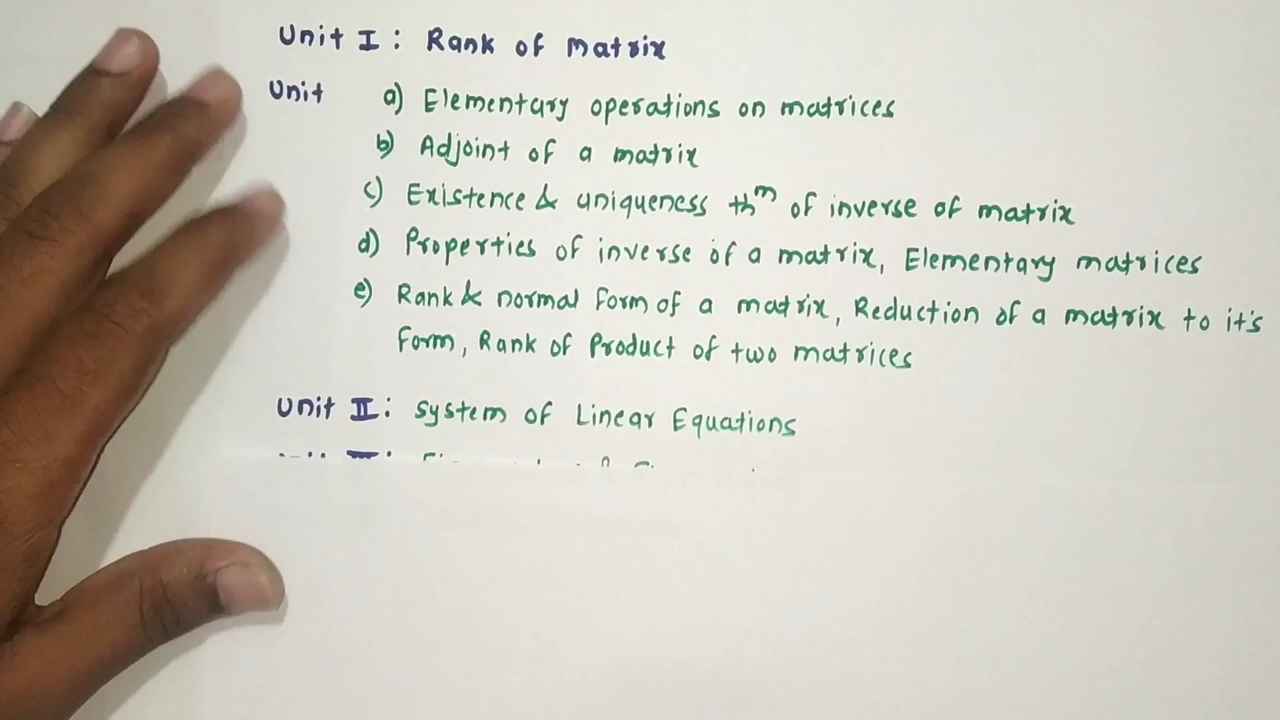 Unit I : Rank of Matrix
Unit a) Elementary operations on matrices
b) Adjoint of a matrix
c) Existence & uniqueness thm of inverse of matrix
d) Properties of inverse of a matrix, Elementary matrices
e) Rank & normal form of a matrix, Reduction of a matrix to it's
Form, Rank of Product of two matrices
Unit II : System of Linear Equations